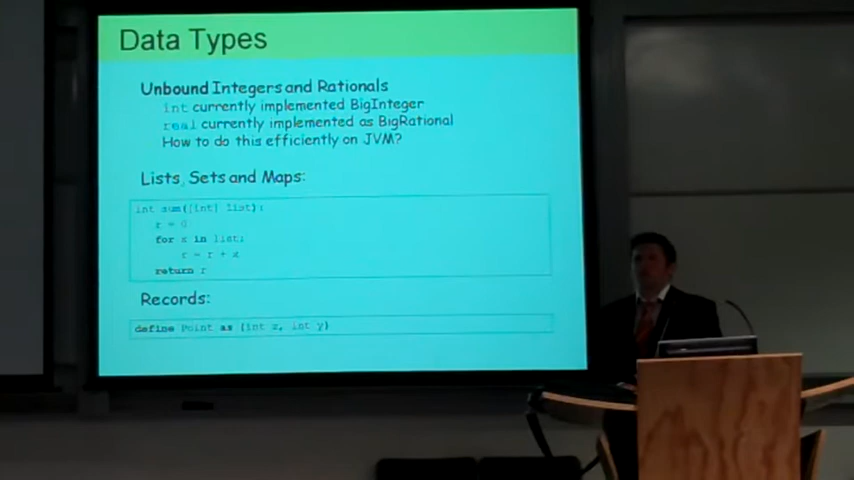 Data Types
Unbound Integers and Rationals
int currently implemented BigInteger
real currently implemented as BigRational
How to do this efficiently on JVM?
Lists, Sets and Maps:
int sum([int] list):
r = 0
for x in list:
r = r + x
return r
Records:
define Point as {int x, int y}